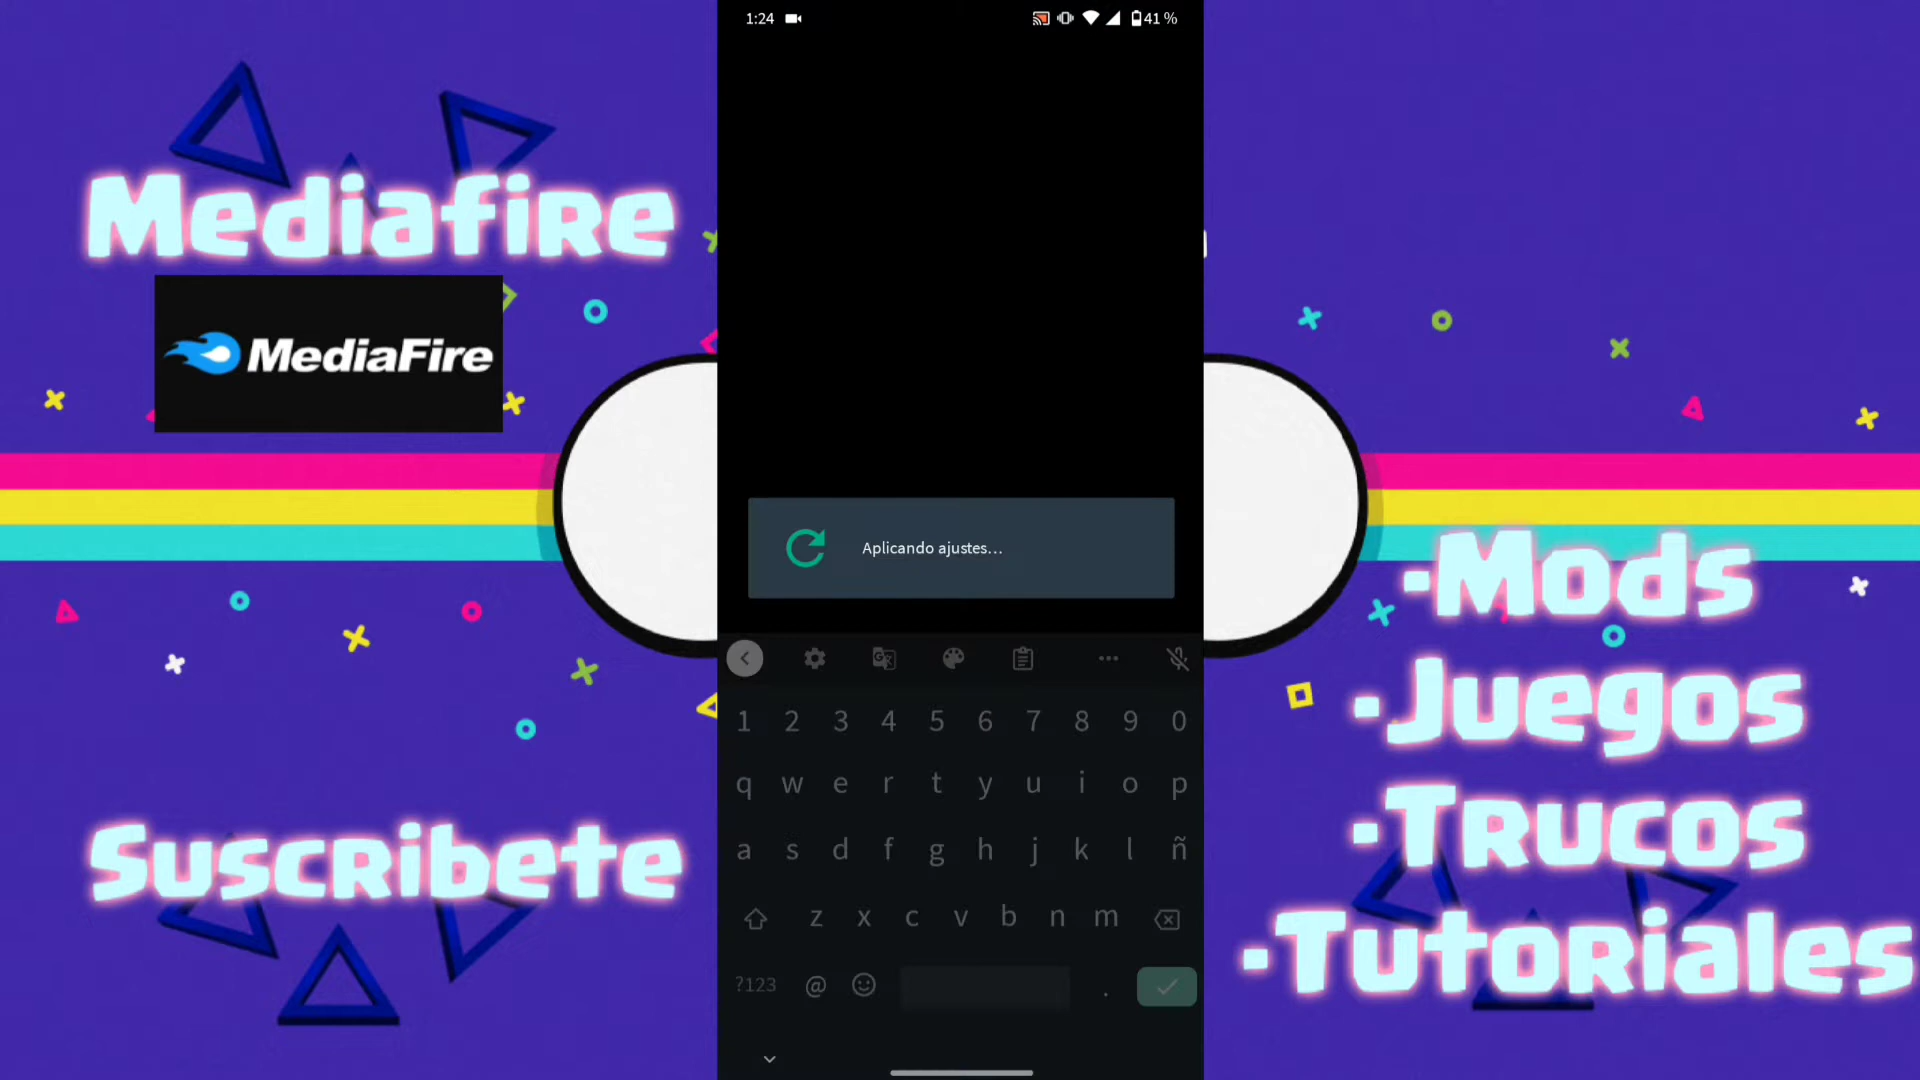 1:24
41 %
Mediafire
MediaFire
Aplicando ajustes...
·Mods
·Juegos
·Trucos
·Tutoriales
Suscribete
1 2 3 4 5 6 7 8 9 0
q w e r t y u i o p
a s d f g h j k l ñ
z x c v b n m
?123 @ .